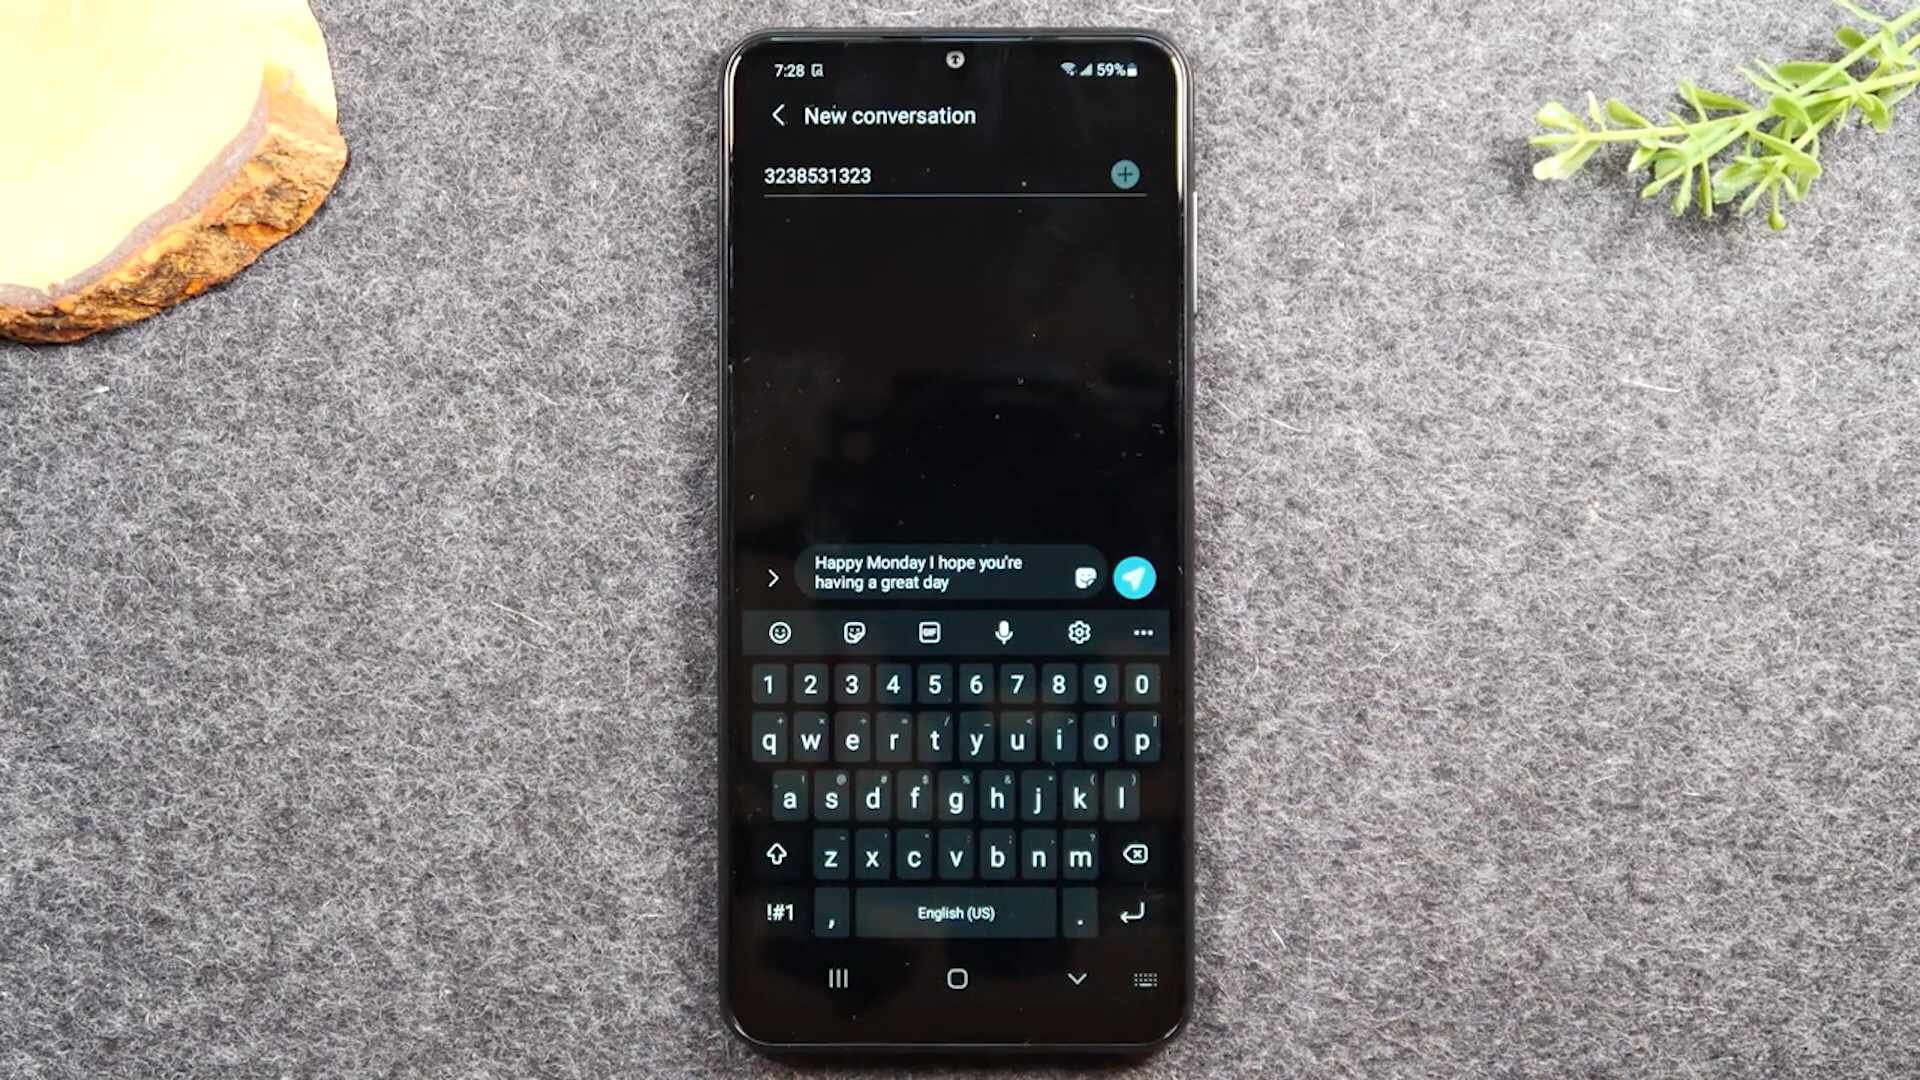 7:28 59%
New conversation
3238531323
Happy Monday I hope you're
having a great day
GIF
1 2 3 4 5 6 7 8 9 0
q w e r t y u i o p
a s d f g h j k l
z x c v b n m
!#1 , English (US) .